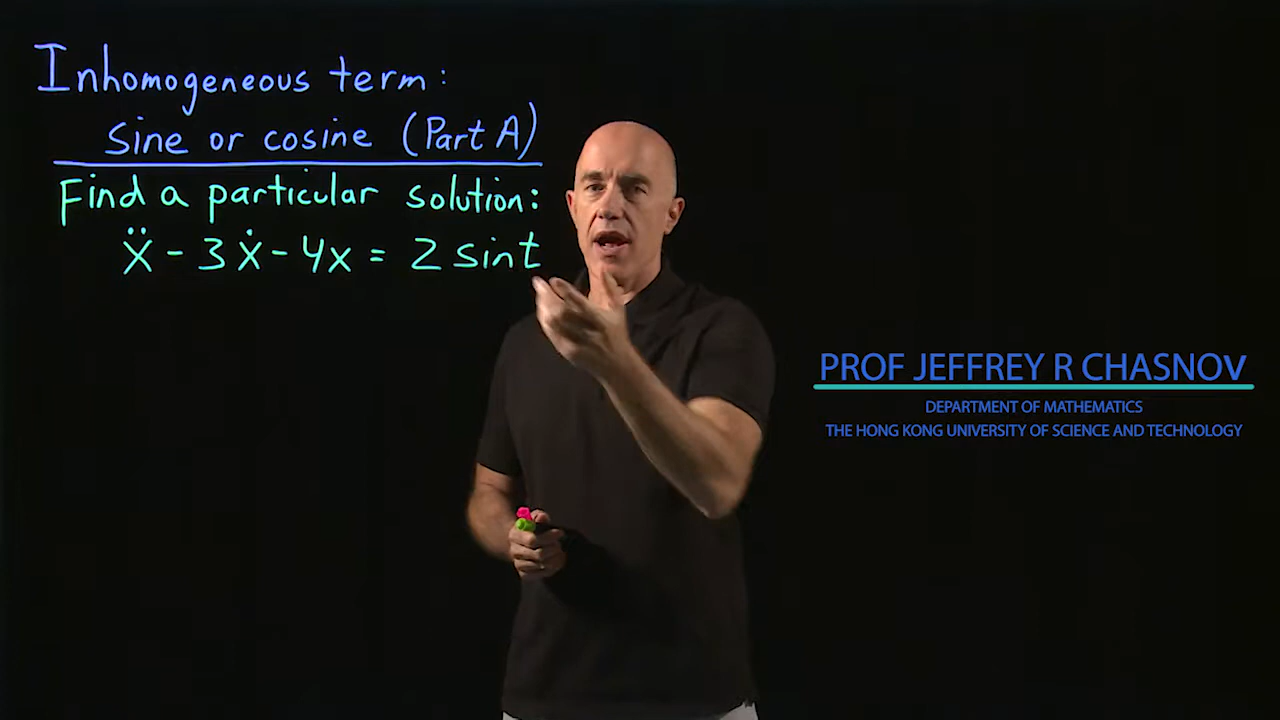 Inhomogeneous term:
sine or cosine (Part A)
Find a particular solution:
ẍ - 3ẋ - 4x = 2 sint
PROF JEFFREY R CHASNOV
DEPARTMENT OF MATHEMATICS
THE HONG KONG UNIVERSITY OF SCIENCE AND TECHNOLOGY